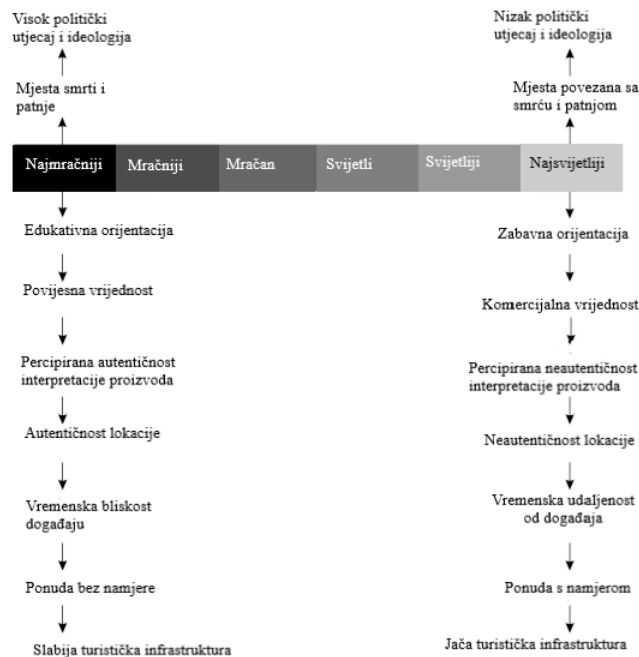 Visok politički
utjecaj i ideologija
Mjesta smrti i
patnje
Nizak politički
utjecaj i ideologija
Mjesta povezana sa
smrću i patnjom
Najmračniji
Mračniji
Mračan
Svijetli
Svijetliji
Najsvijetliji
Edukativna orijentacija
Povijesna vrijednost
Percipirana autentičnost
interpretacije proizvoda
Autentičnost lokacije
Vremenska bliskost
događaju
Ponuda bez namjere
Slabija turistička infrastruktura
Zabavna orijentacija
Komercijalna vrijednost
Percipirana neautentičnost
interpretacije proizvoda
Neautentičnost lokacije
Vremenska udaljenost
od događaja
Ponuda s namjerom
Jača turistička infrastruktura